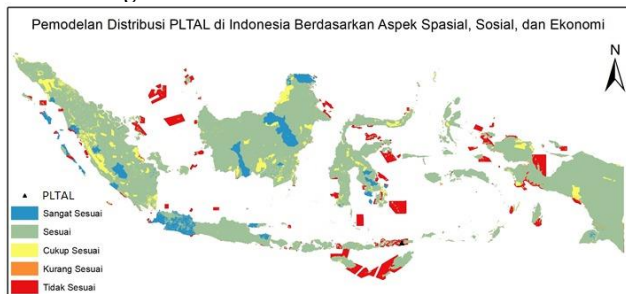 Pemodelan Distribusi PLTAL di Indonesia Berdasarkan Aspek Spasial, Sosial, dan Ekonomi
N
PLTAL
Sangat Sesuai
Sesuai
Cukup Sesuai
Kurang Sesuai
Tidak Sesuai